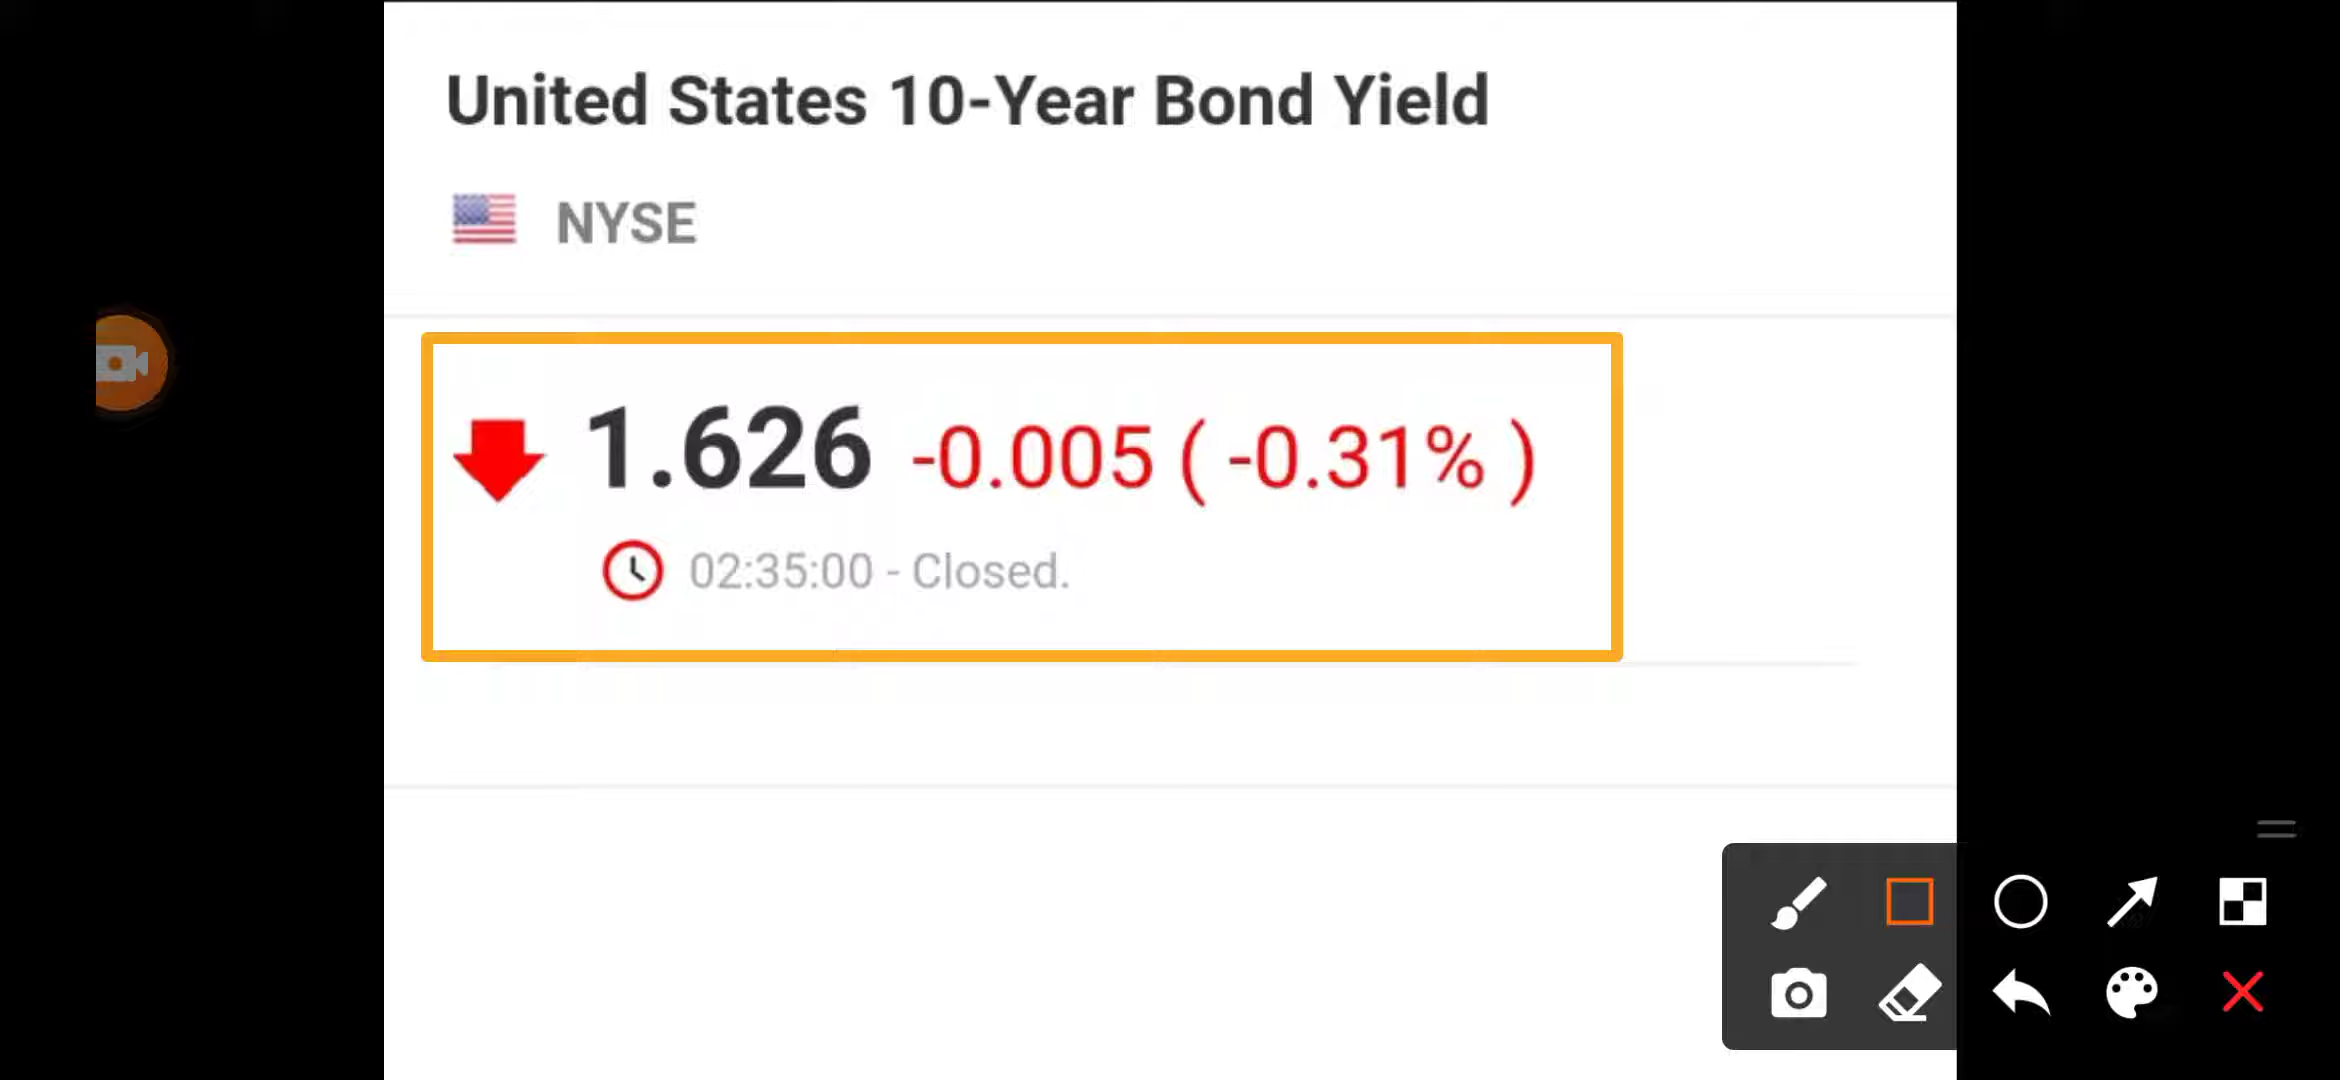 United States 10-Year Bond Yield
NYSE
1.626 -0.005 ( -0.31% )
02:35:00 - Closed.